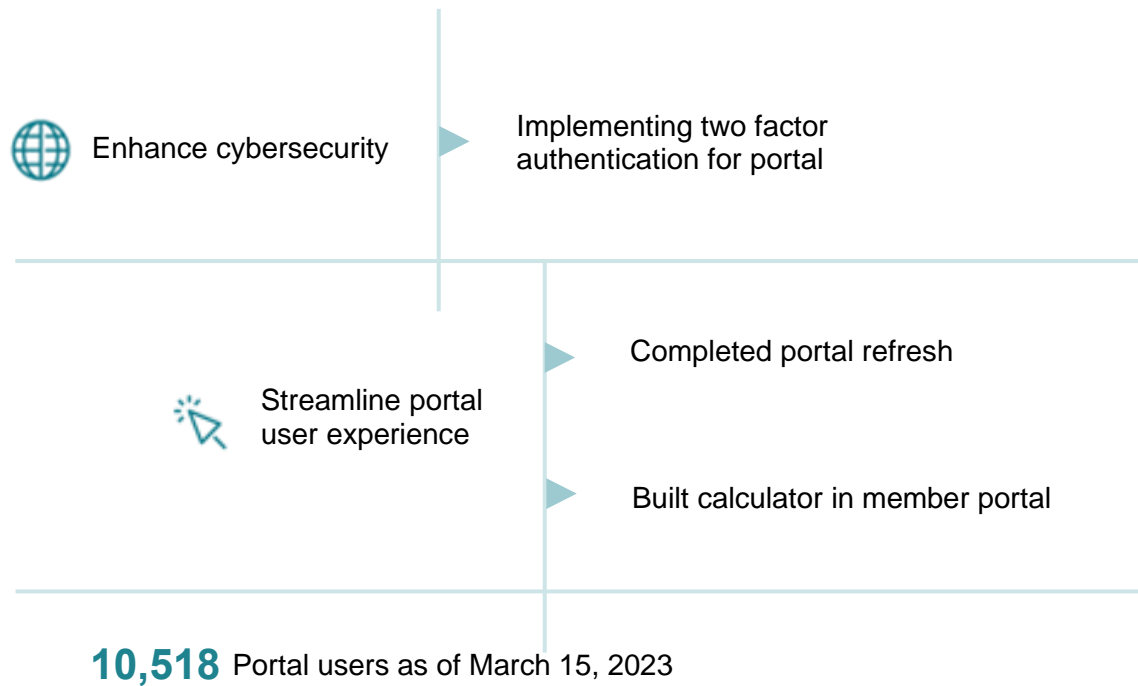 Enhance cybersecurity
Implementing two factor
authentication for portal
Streamline portal
user experience
Completed portal refresh
Built calculator in member portal
10,518 Portal users as of March 15, 2023